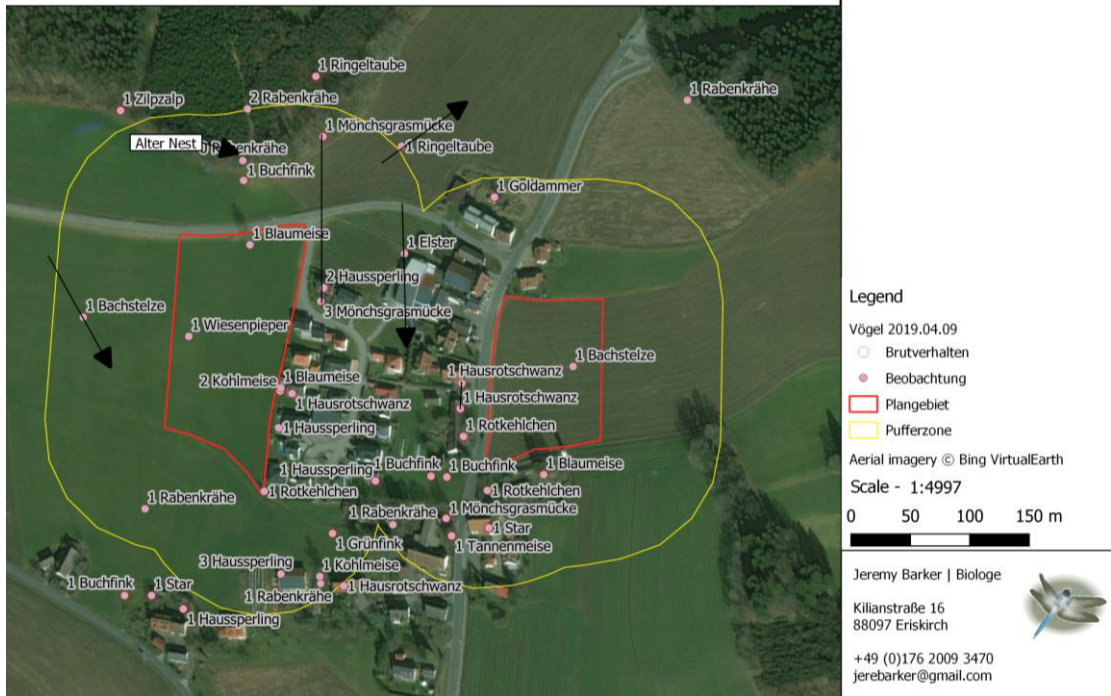 1 Ringeltaube
1 Rabenkrähe
1 Zilpzalp
2 Rabenkrähe
1 Mönchsgrasmücke
Alter Nest
0 Rabenkrähe
1 Ringeltaube
1 Buchfink
1 Goldammer
1 Blaumeise
1 Elster
2 Haussperling
3 Mönchsgrasmücke
1 Bachstelze
1 Wiesenpieper
1 Bachstelze
1 Hausrotschwanz
2 Kohlmeise
1 Blaumeise
1 Hausrotschwanz
1 Hausrotschwanz
1 Haussperling
1 Rotkehlchen
1 Haussperling
1 Buchfink
1 Buchfink
1 Blaumeise
1 Rotkehlchen
1 Rotkehlchen
1 Rabenkrähe
1 Rabenkrähe
1 Mönchsgrasmücke
1 Star
1 Grünfink
1 Tannenmeise
3 Haussperling
1 Kohlmeise
1 Buchfink
1 Star
1 Rabenkrähe
1 Hausrotschwanz
1 Haussperling
Legend
Vögel 2019.04.09
Brutverhalten
Beobachtung
Plangebiet
Pufferzone
Aerial imagery © Bing VirtualEarth
Scale - 1:4997
0 50 100 150 m
Jeremy Barker | Biologe
Kilianstraße 16
88097 Eriskirch
+49 (0)176 2009 3470
jerebarker@gmail.com